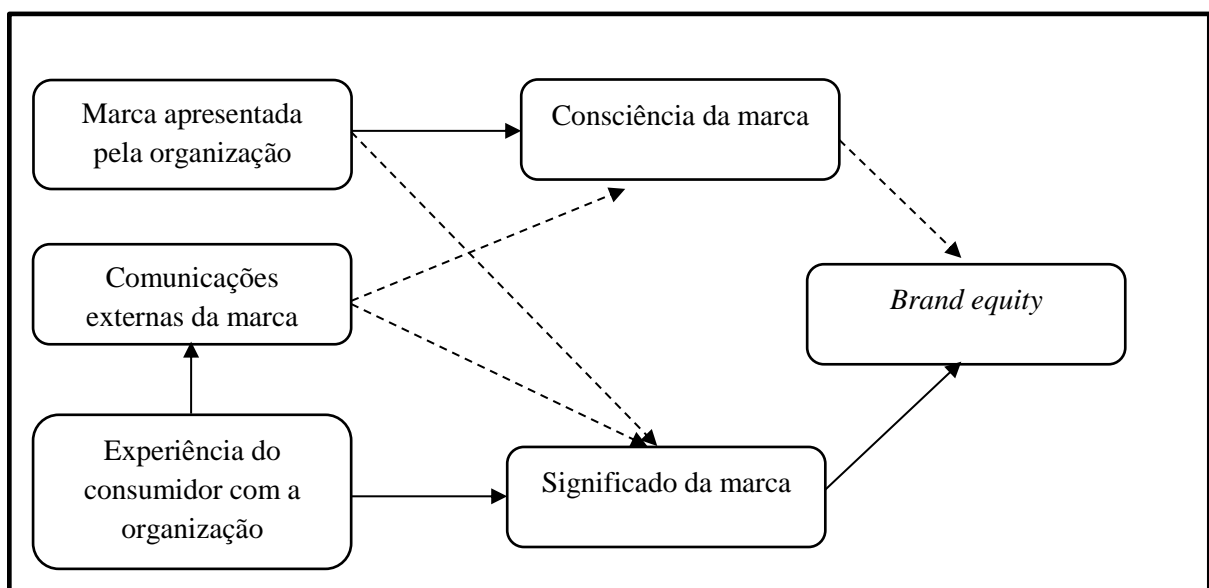 Marca apresentada
pela organização
Consciência da marca
Comunicações
externas da marca
Brand equity
Experiência do
consumidor com a
organização
Significado da marca